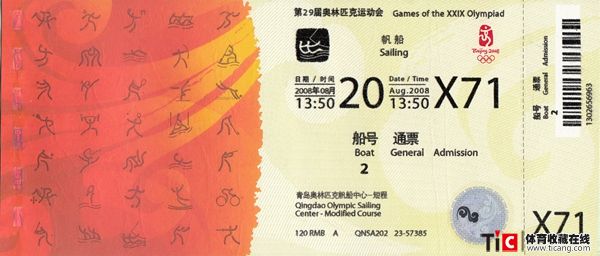 第29届奥林匹克运动会 Games of the XXIX Olympiad
帆船
Sailing
Beijing 2008
日期 / 时间 Date / Time
2008年08月 20 Aug.2008 X71
13:50 13:50
船号 通票
Boat General Admission
2
青岛奥林匹克帆船中心—短程
Qingdao Olympic Sailing
Center - Modified Course
120 RMB A QNSA202 23-57385
船号 通票
Boat General Admission
2
1302656963
X71
TIC 体育收藏在线
www.ticang.com